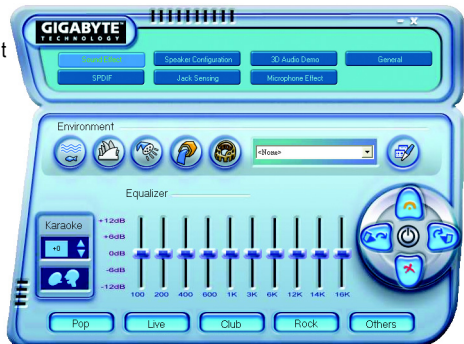 t
GIGABYTE™
TECHNOLOGY
Sound Effect
Speaker Configuration
3D Audio Demo
General
SPDIF
Jack Sensing
Microphone Effect
Environment
<None>
Equalizer
Karaoke
+0
+12dB
+6dB
0dB
-6dB
-12dB
100 200 400 600 1K 3K 6K 12K 14K 16K
Pop Live Club Rock Others